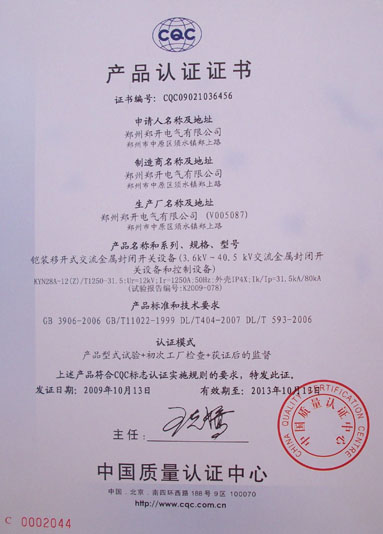 CQC
产品认证证书
证书编号: CQC09021036456
申请人名称及地址
郑州郑开电气有限公司
郑州市中原区须水镇郑上路
制造商名称及地址
郑州郑开电气有限公司
郑州市中原区须水镇郑上路
生产厂名称及地址
郑州郑开电气有限公司 (V005087)
郑州市中原区须水镇郑上路
产品名称和系列、规格、型号
铠装移开式交流金属封闭开关设备(3.6kV-40.5 kV交流金属封闭开
关设备和控制设备)
KYN28A-12(Z)/T1250-31.5:Ur=12kV;Ir=1250A;50Hz;外壳IP4X;Ik/Ip=31.5kA/80kA
(试验报告编号:K2009-078)
产品标准和技术要求
GB 3906-2006 GB/T11022-1999 DL/T404-2007 DL/T 593-2006
认证模式
产品型式试验+初次工厂检查+获证后的监督
上述产品符合CQC标志认证实施规则的要求，特发此证。
发证日期: 2009年10月13日 有效期至: 2013年10月13日
主任:
CHINA QUALITY CERTIFICATION CENTRE
中国质量认证中心
中国质量认证中心
中国 . 北京 . 南四环西路 188号 9区 100070
http://www.cqc.com.cn
C 0002044